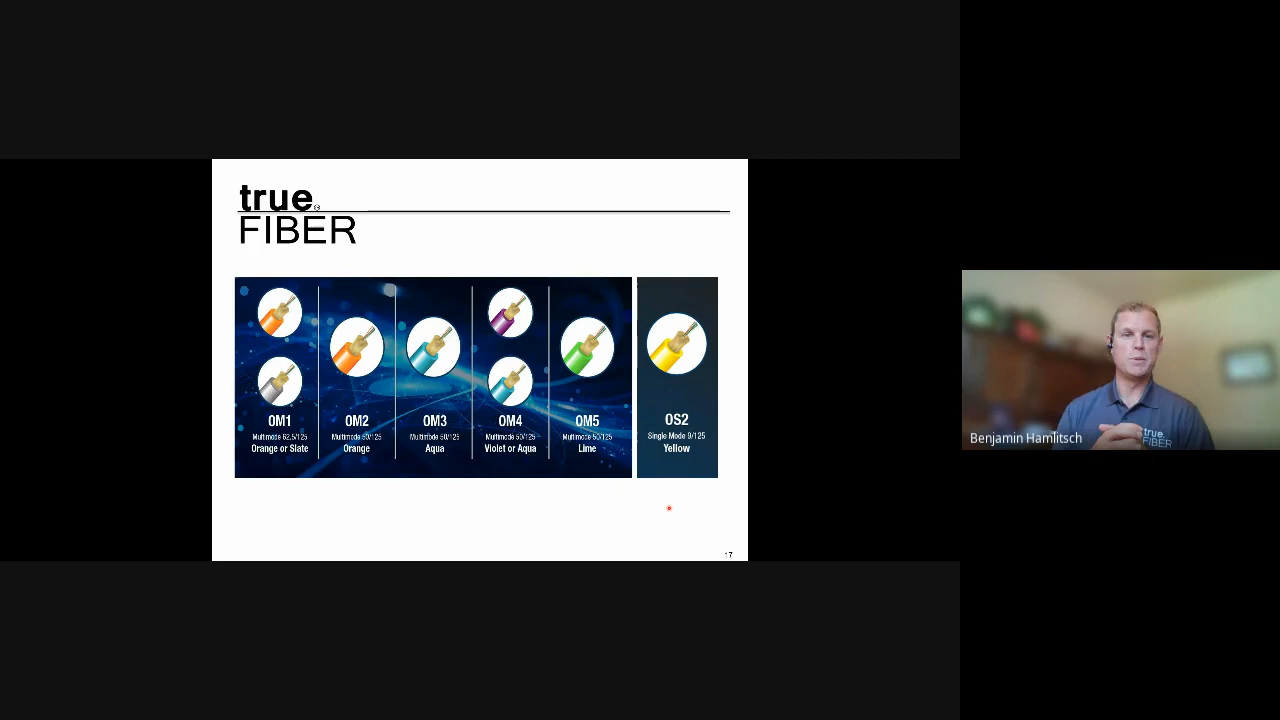 true®
FIBER
OM1
Multimode 62.5/125
Orange or Slate
OM2
Multimode 50/125
Orange
OM3
Multimode 50/125
Aqua
OM4
Multimode 50/125
Violet or Aqua
OM5
Multimode 50/125
Lime
OS2
Single Mode 9/125
Yellow
17
true
FIBER
Benjamin Hamlitsch